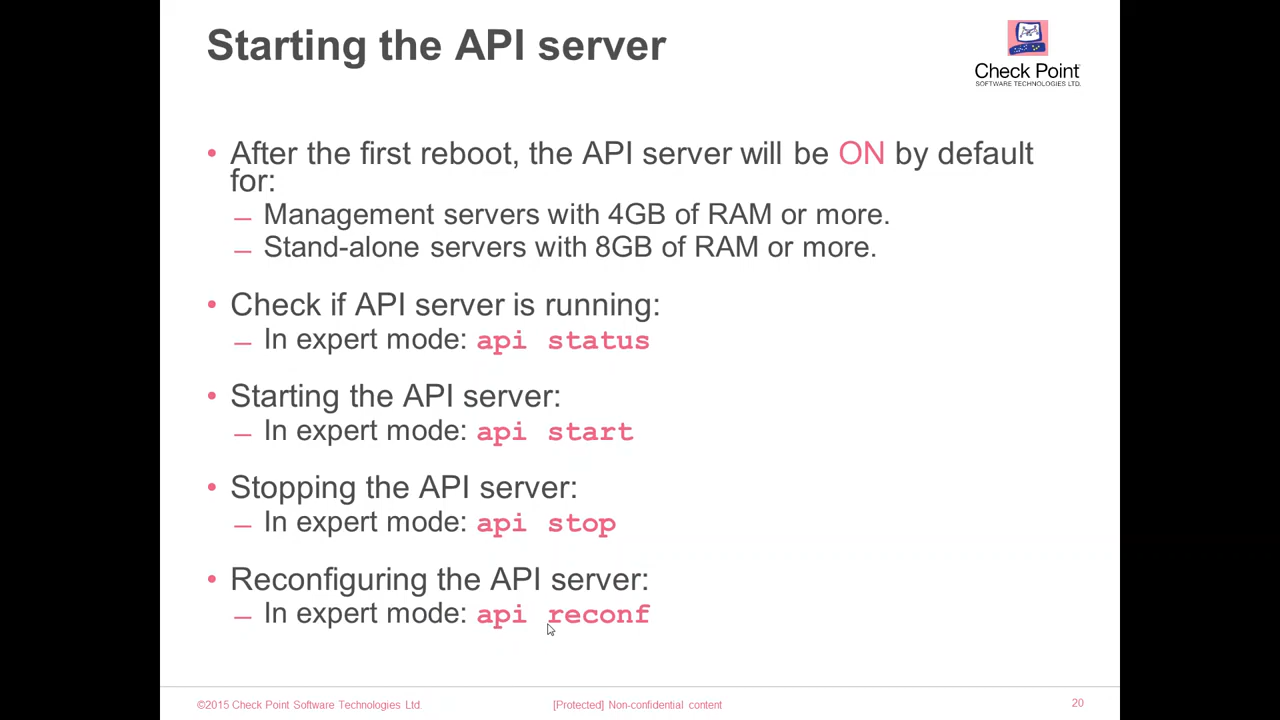 Starting the API server
Check Point
SOFTWARE TECHNOLOGIES LTD.
• After the first reboot, the API server will be ON by default
for:
– Management servers with 4GB of RAM or more.
– Stand-alone servers with 8GB of RAM or more.
• Check if API server is running:
– In expert mode: api status
• Starting the API server:
– In expert mode: api start
• Stopping the API server:
– In expert mode: api stop
• Reconfiguring the API server:
– In expert mode: api reconf
©2015 Check Point Software Technologies Ltd. [Protected] Non-confidential content 20